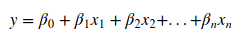 y = β₀ + β₁x₁ + β₂x₂+...+βₙxₙ